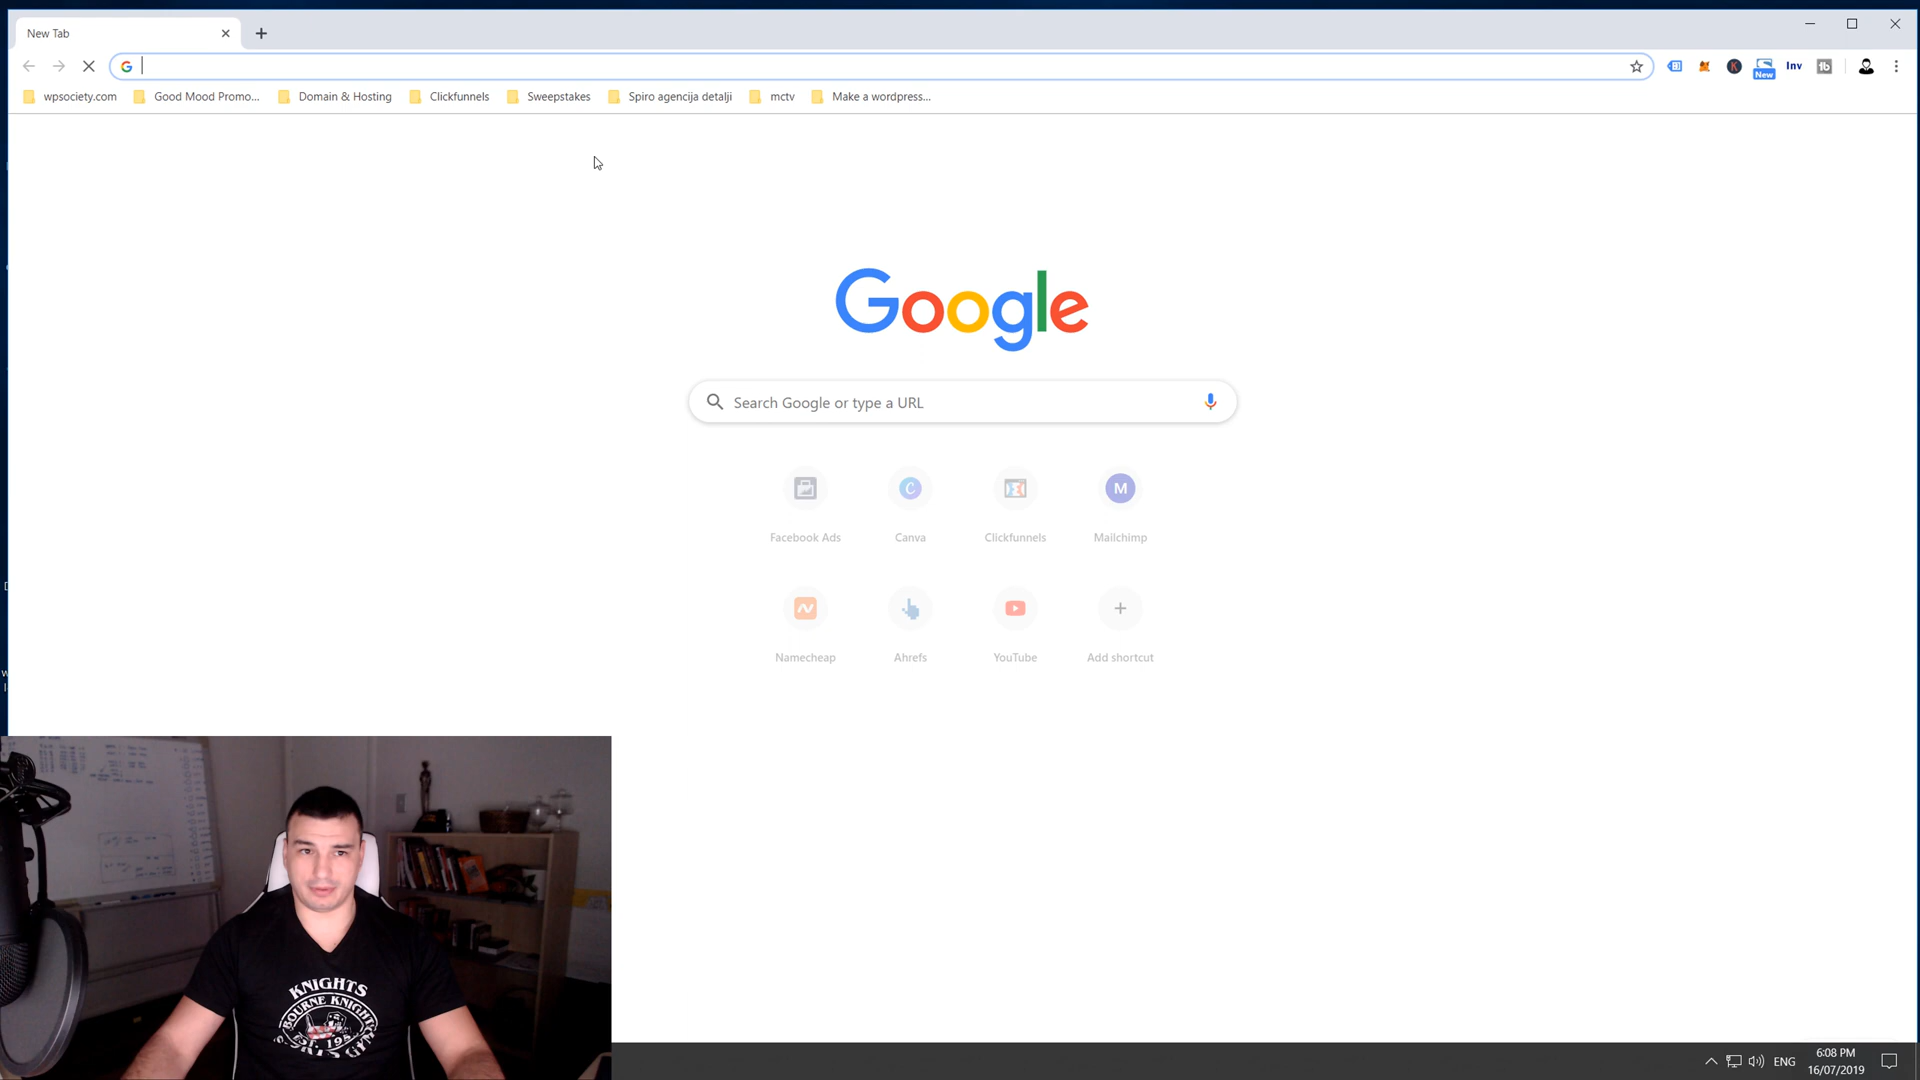 New Tab
New
Inv
wpsociety.com
Good Mood Promo...
Domain & Hosting
Clickfunnels
Sweepstakes
Spiro agencija detalji
mctv
Make a wordpress...
Google
Search Google or type a URL
M
Facebook Ads
Canva
Clickfunnels
Mailchimp
Namecheap
Ahrefs
YouTube
Add shortcut
KNIGHTS
BOURNE KNIGHT
ENG
6:08 PM
16/07/2019